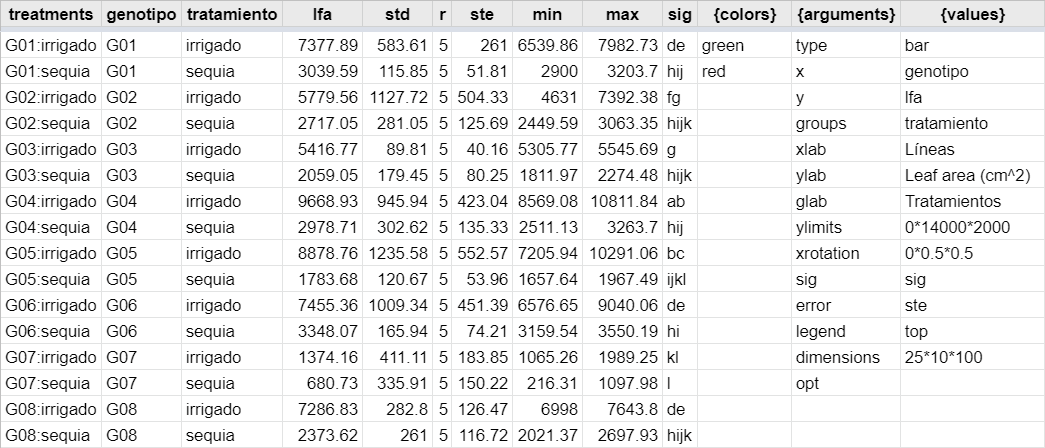 treatments genotipo tratamiento lfa std r ste min max sig {colors} {arguments} {values}
G01:irrigado G01 irrigado 7377.89 583.61 5 261 6539.86 7982.73 de green type bar
G01:sequia G01 sequia 3039.59 115.85 5 51.81 2900 3203.7 hij red x genotipo
G02:irrigado G02 irrigado 5779.56 1127.72 5 504.33 4631 7392.38 fg y lfa
G02:sequia G02 sequia 2717.05 281.05 5 125.69 2449.59 3063.35 hijk groups tratamiento
G03:irrigado G03 irrigado 5416.77 89.81 5 40.16 5305.77 5545.69 g xlab Líneas
G03:sequia G03 sequia 2059.05 179.45 5 80.25 1811.97 2274.48 hijk ylab Leaf area (cm^2)
G04:irrigado G04 irrigado 9668.93 945.94 5 423.04 8569.08 10811.84 ab glab Tratamientos
G04:sequia G04 sequia 2978.71 302.62 5 135.33 2511.13 3263.7 hij ylimits 0*14000*2000
G05:irrigado G05 irrigado 8878.76 1235.58 5 552.57 7205.94 10291.06 bc xrotation 0*0.5*0.5
G05:sequia G05 sequia 1783.68 120.67 5 53.96 1657.64 1967.49 ijkl sig sig
G06:irrigado G06 irrigado 7455.36 1009.34 5 451.39 6576.65 9040.06 de error ste
G06:sequia G06 sequia 3348.07 165.94 5 74.21 3159.54 3550.19 hi legend top
G07:irrigado G07 irrigado 1374.16 411.11 5 183.85 1065.26 1989.25 kl dimensions 25*10*100
G07:sequia G07 sequia 680.73 335.91 5 150.22 216.31 1097.98 l opt
G08:irrigado G08 irrigado 7286.83 282.8 5 126.47 6998 7643.8 de
G08:sequia G08 sequia 2373.62 261 5 116.72 2021.37 2697.93 hijk